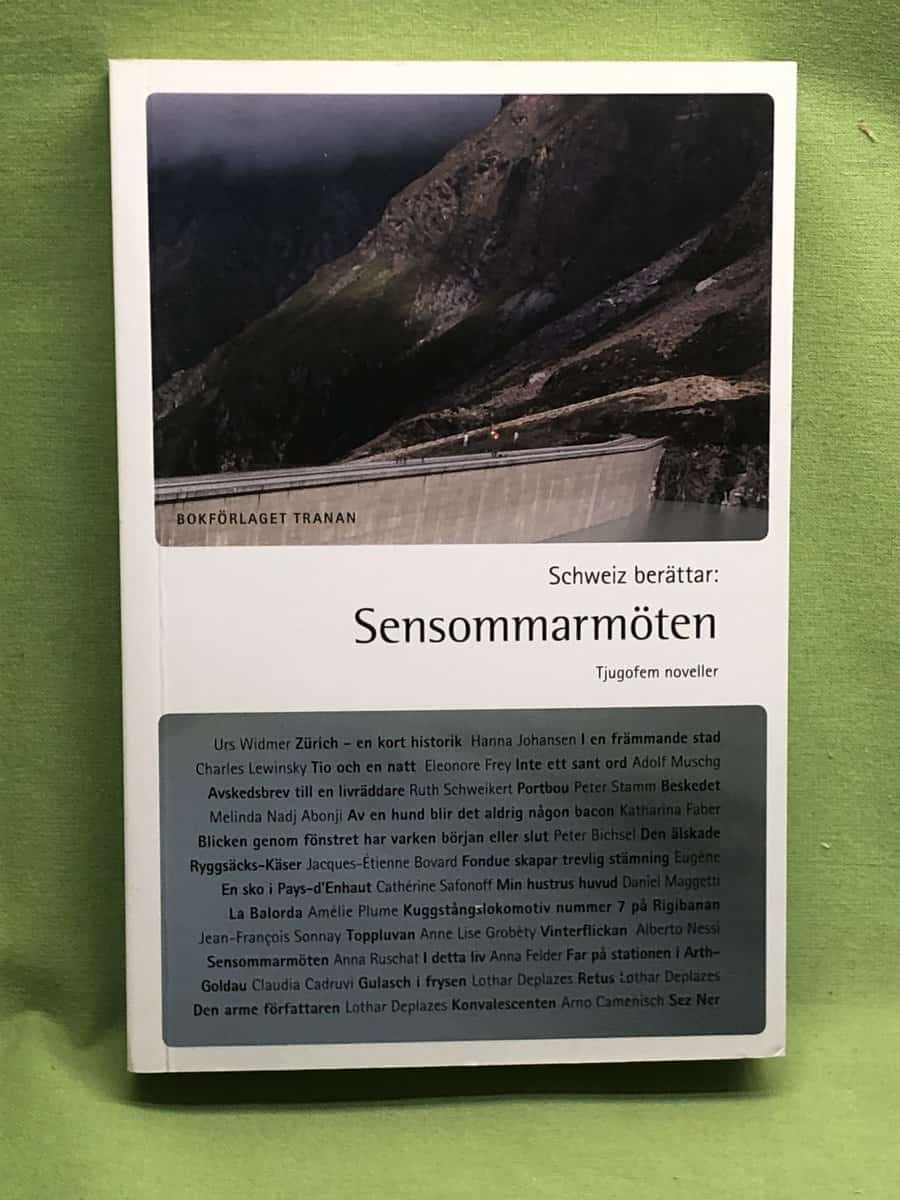 BOKFÖRLAGET TRANAN
Schweiz berättar:
Sensommarmöten
Tjugofem noveller
Urs Widmer Zürich – en kort historik Hanna Johansen I en främmande stad
Charles Lewinsky Tio och en natt Eleonore Frey Inte ett sant ord Adolf Muschg
Avskedsbrev till en livräddare Ruth Schweikert Portbou Peter Stamm Beskedet
Melinda Nadj Abonji Av en hund blir det aldrig någon bacon Katharina Faber
Blicken genom fönstret har varken början eller slut Peter Bichsel Den älskade
Ryggsäcks-Käser Jacques-Étienne Bovard Fondue skapar trevlig stämning Eugène
En sko i Pays-d'Enhaut Cathérine Safonoff Min hustrus huvud Daniel Maggetti
La Balorda Amélie Plume Kuggstångslokomotiv nummer 7 på Rigibanan
Jean-François Sonnay Toppluvan Anne Lise Grobéty Vinterflickan Alberto Nessi
Sensommarmöten Anna Ruschat I detta liv Anna Felder Far på stationen i Arth-
Goldau Claudia Cadruvi Gulasch i frysen Lothar Deplazes Retus Lothar Deplazes
Den arme författaren Lothar Deplazes Konvalescenten Arno Camenisch Sez Ner